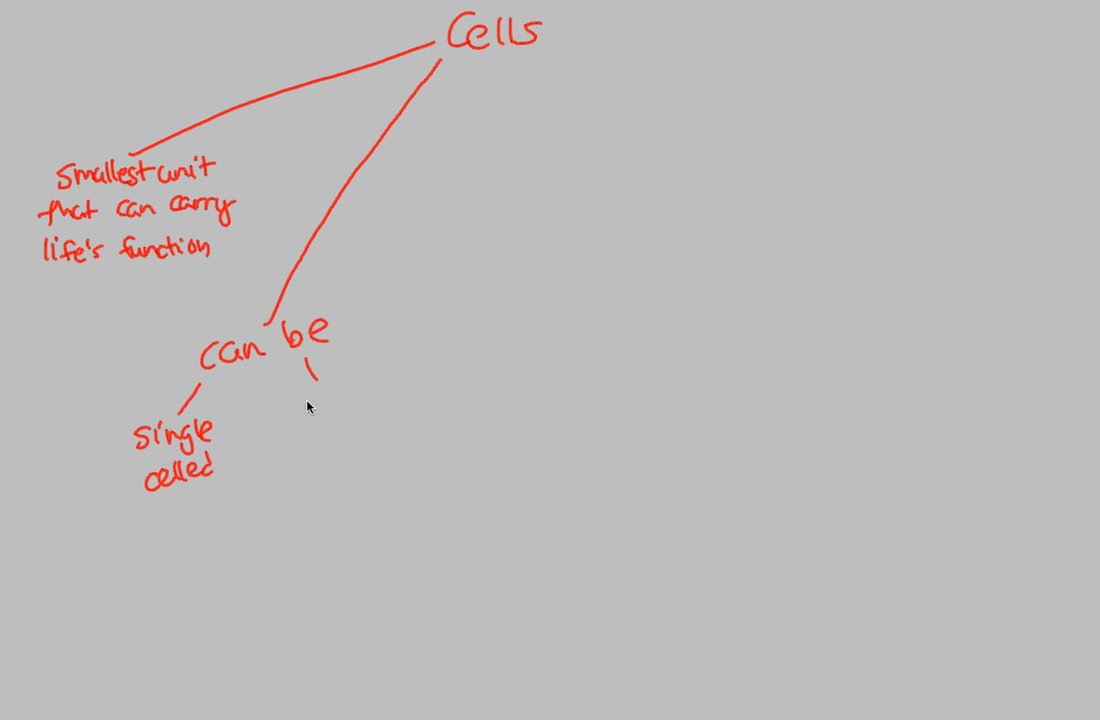 Cells
smallest unit
that can carry
life's function
can be
single
celled